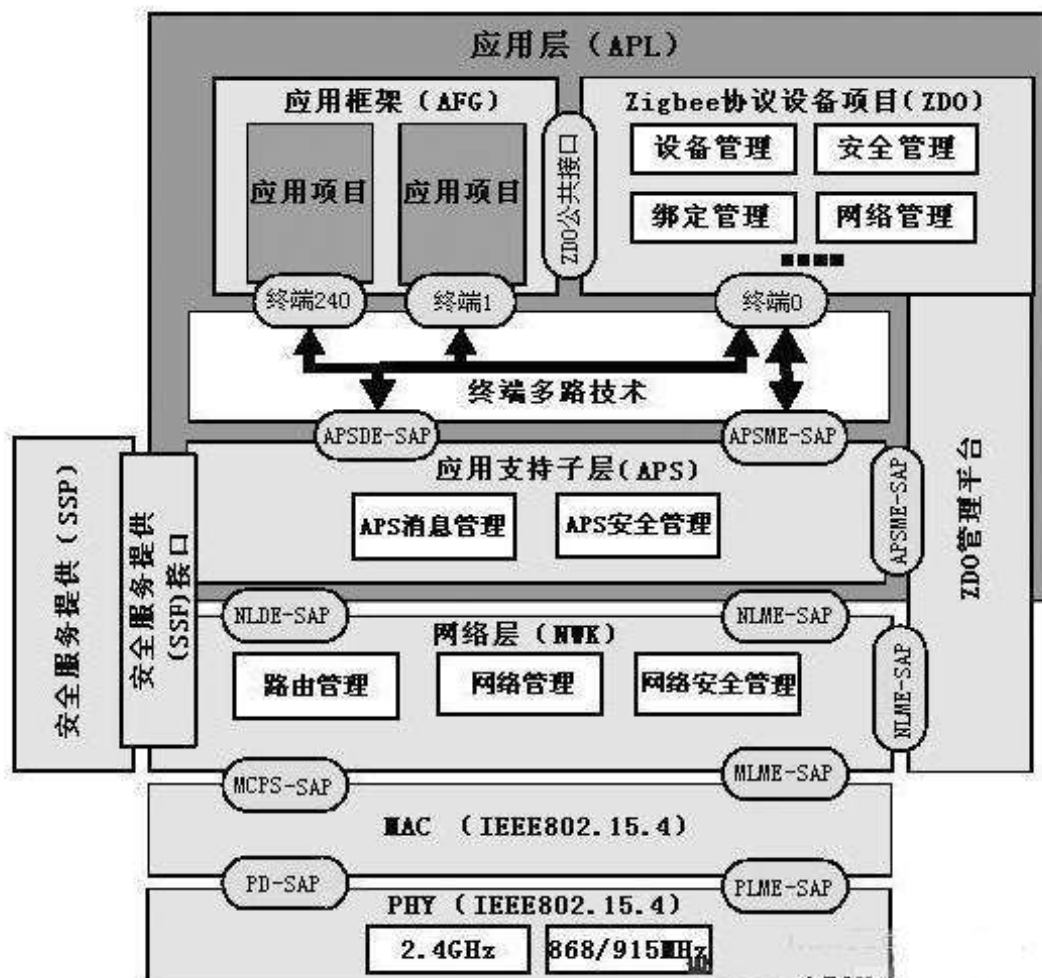 应用层（APL）
应用框架（AFG）
Zigbee协议设备项目(ZDO)
应用项目
应用项目
ZDO公共接口
设备管理
安全管理
绑定管理
网络管理
终端240
终端1
终端0
终端多路技术
APSDE-SAP
APSME-SAP
应用支持子层(APS)
APS消息管理
APS安全管理
APSME-SAP
ZDO管理平台
安全服务提供（SSP）
安全服务提供
(SSP)接口
NLDE-SAP
NLME-SAP
网络层（NWK）
路由管理
网络管理
网络安全管理
NLME-SAP
MCPS-SAP
MLME-SAP
MAC （IEEE802.15.4）
PD-SAP
PLME-SAP
PHY（IEEE802.15.4）
2.4GHz
868/915MHz